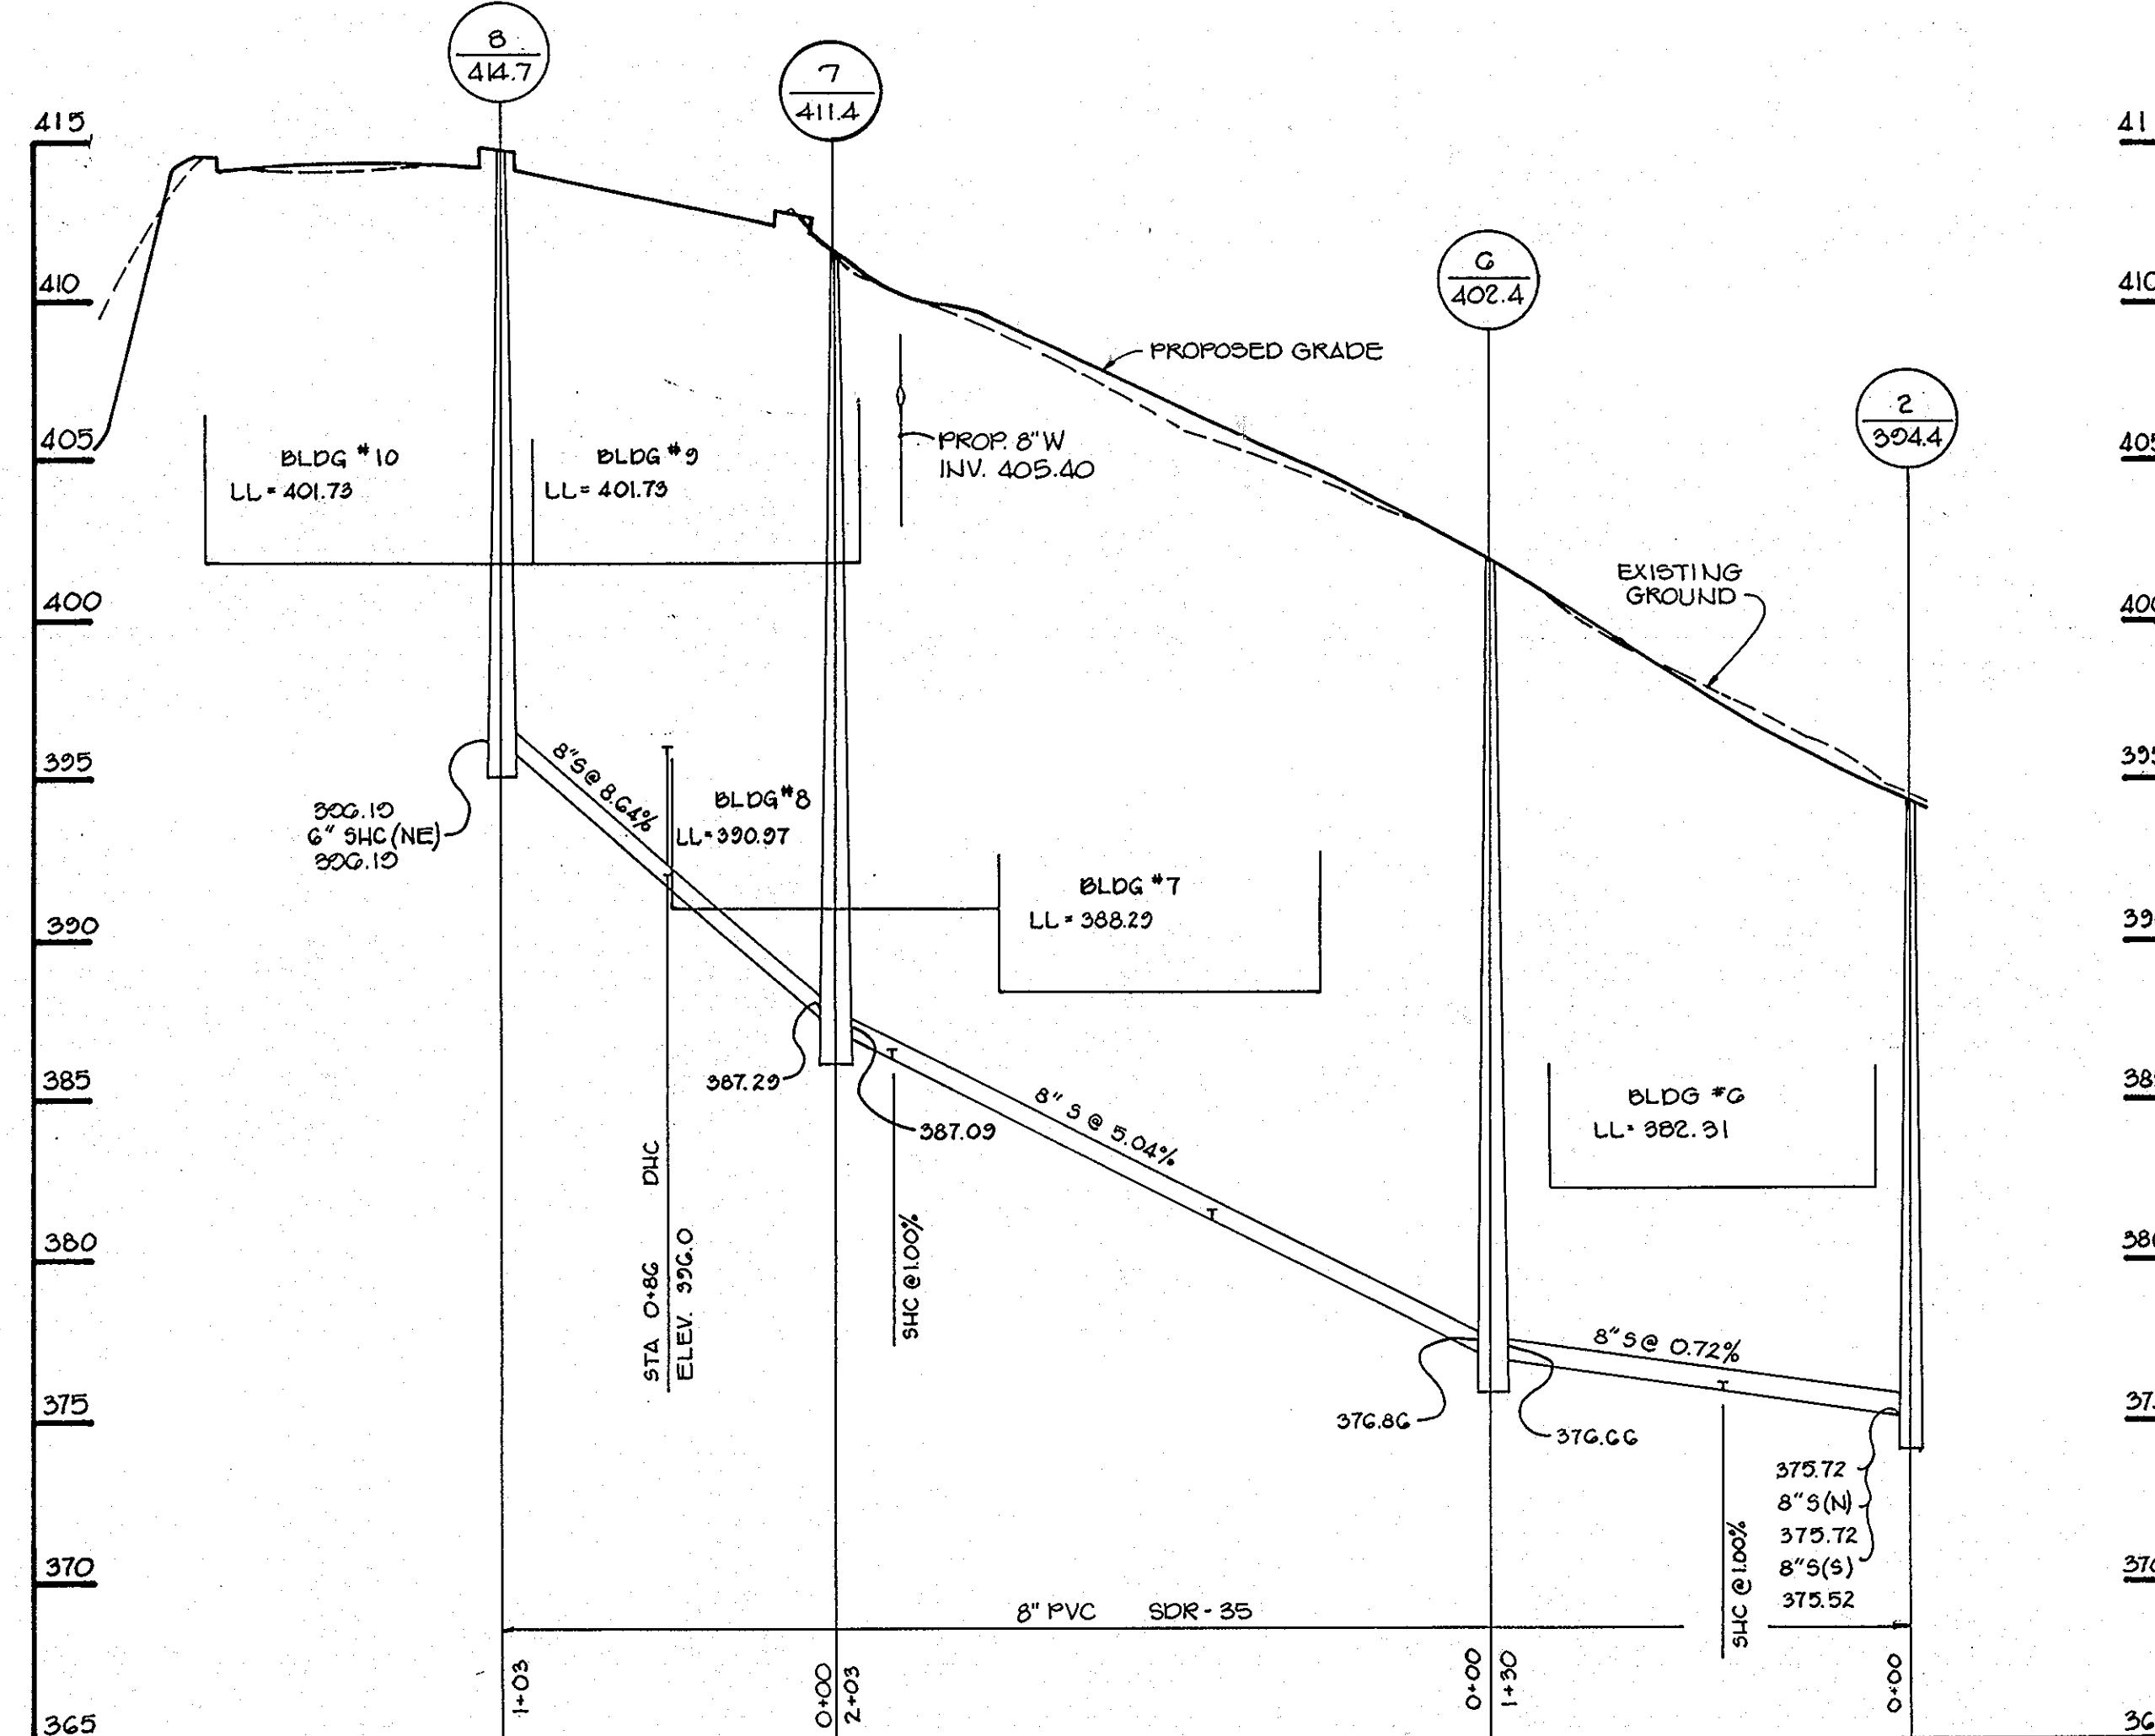 8
414.7
7
411.4
415
41
410
410
6
402.4
PROPOSED GRADE
2
394.4
405
405
BLDG #10
LL = 401.73
BLDG #9
LL = 401.73
PROP. 8" W
INV. 405.40
EXISTING
GROUND
400
400
395
395
8" S @ 8.64%
396.19
6" SHC (NE)
396.19
BLDG #8
LL = 390.97
BLDG #7
LL = 388.29
390
39
385
38
387.29
387.09
8" S @ 5.04%
BLDG #6
LL = 382.31
STA 0+86 DHC
ELEV. 396.0
SHC @ 1.00%
380
38
8" S @ 0.72%
375
37
376.86
376.66
375.72
8" S (N)
375.72
8" S (S)
375.52
SHC @ 1.00%
370
370
8" PVC SDR - 35
1+03
0+00
2+03
0+00
1+30
0+00
365
36